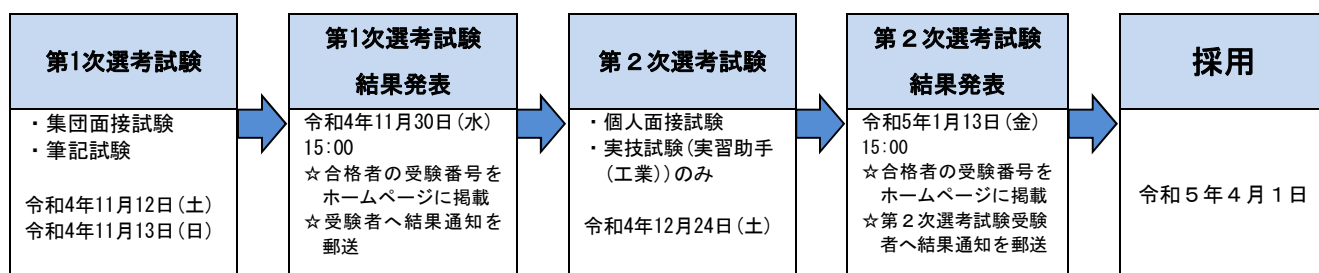 第1次選考試験
・集団面接試験
・筆記試験
令和4年11月12日(土)
令和4年11月13日(日)
第1次選考試験
結果発表
令和4年11月30日(水)
15:00
☆合格者の受験番号を
ホームページに掲載
☆受験者へ結果通知を
郵送
第２次選考試験
・個人面接試験
・実技試験(実習助手
(工業))のみ
令和4年12月24日(土)
第２次選考試験
結果発表
令和5年1月13日(金)
15:00
☆合格者の受験番号を
ホームページに掲載
☆第２次選考試験受験
者へ結果通知を郵送
採用
令和５年４月１日